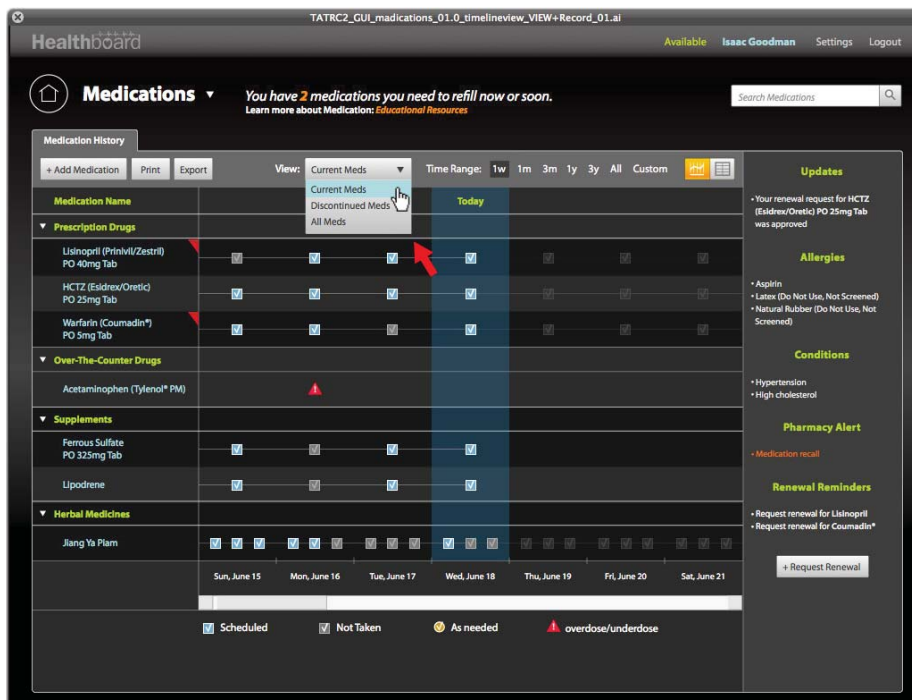 TATRC2_GUI_madications_01.0_timelineview_VIEW+Record_01.ai
Healthboard
Available Isaac Goodman Settings Logout
Medications
You have 2 medications you need to refill now or soon.
Learn more about Medication: Educational Resources
Search Medications
Medication History
+ Add Medication Print Export View: Current Meds Time Range: 1w 1m 3m 1y 3y All Custom
Current Meds
Discontinued Meds
All Meds
Medication Name Today
Prescription Drugs
Lisinopril (Prinivil/Zestril)
PO 40mg Tab
HCTZ (Esidrex/Oretic)
PO 25mg Tab
Warfarin (Coumadin®)
PO 5mg Tab
Over-The-Counter Drugs
Acetaminophen (Tylenol® PM)
Supplements
Ferrous Sulfate
PO 325mg Tab
Lipodrene
Herbal Medicines
Jiang Ya Plam
Sun, June 15 Mon, June 16 Tue, June 17 Wed, June 18 Thu, June 19 Fri, June 20 Sat, June 21
Scheduled Not Taken As needed overdose/underdose
Updates
• Your renewal request for HCTZ
(Esidrex/Oretic) PO 25mg Tab
was approved
Allergies
• Aspirin
• Latex (Do Not Use, Not Screened)
• Natural Rubber (Do Not Use, Not
Screened)
Conditions
• Hypertension
• High cholesterol
Pharmacy Alert
• Medication recall
Renewal Reminders
• Request renewal for Lisinopril
• Request renewal for Coumadin®
+ Request Renewal